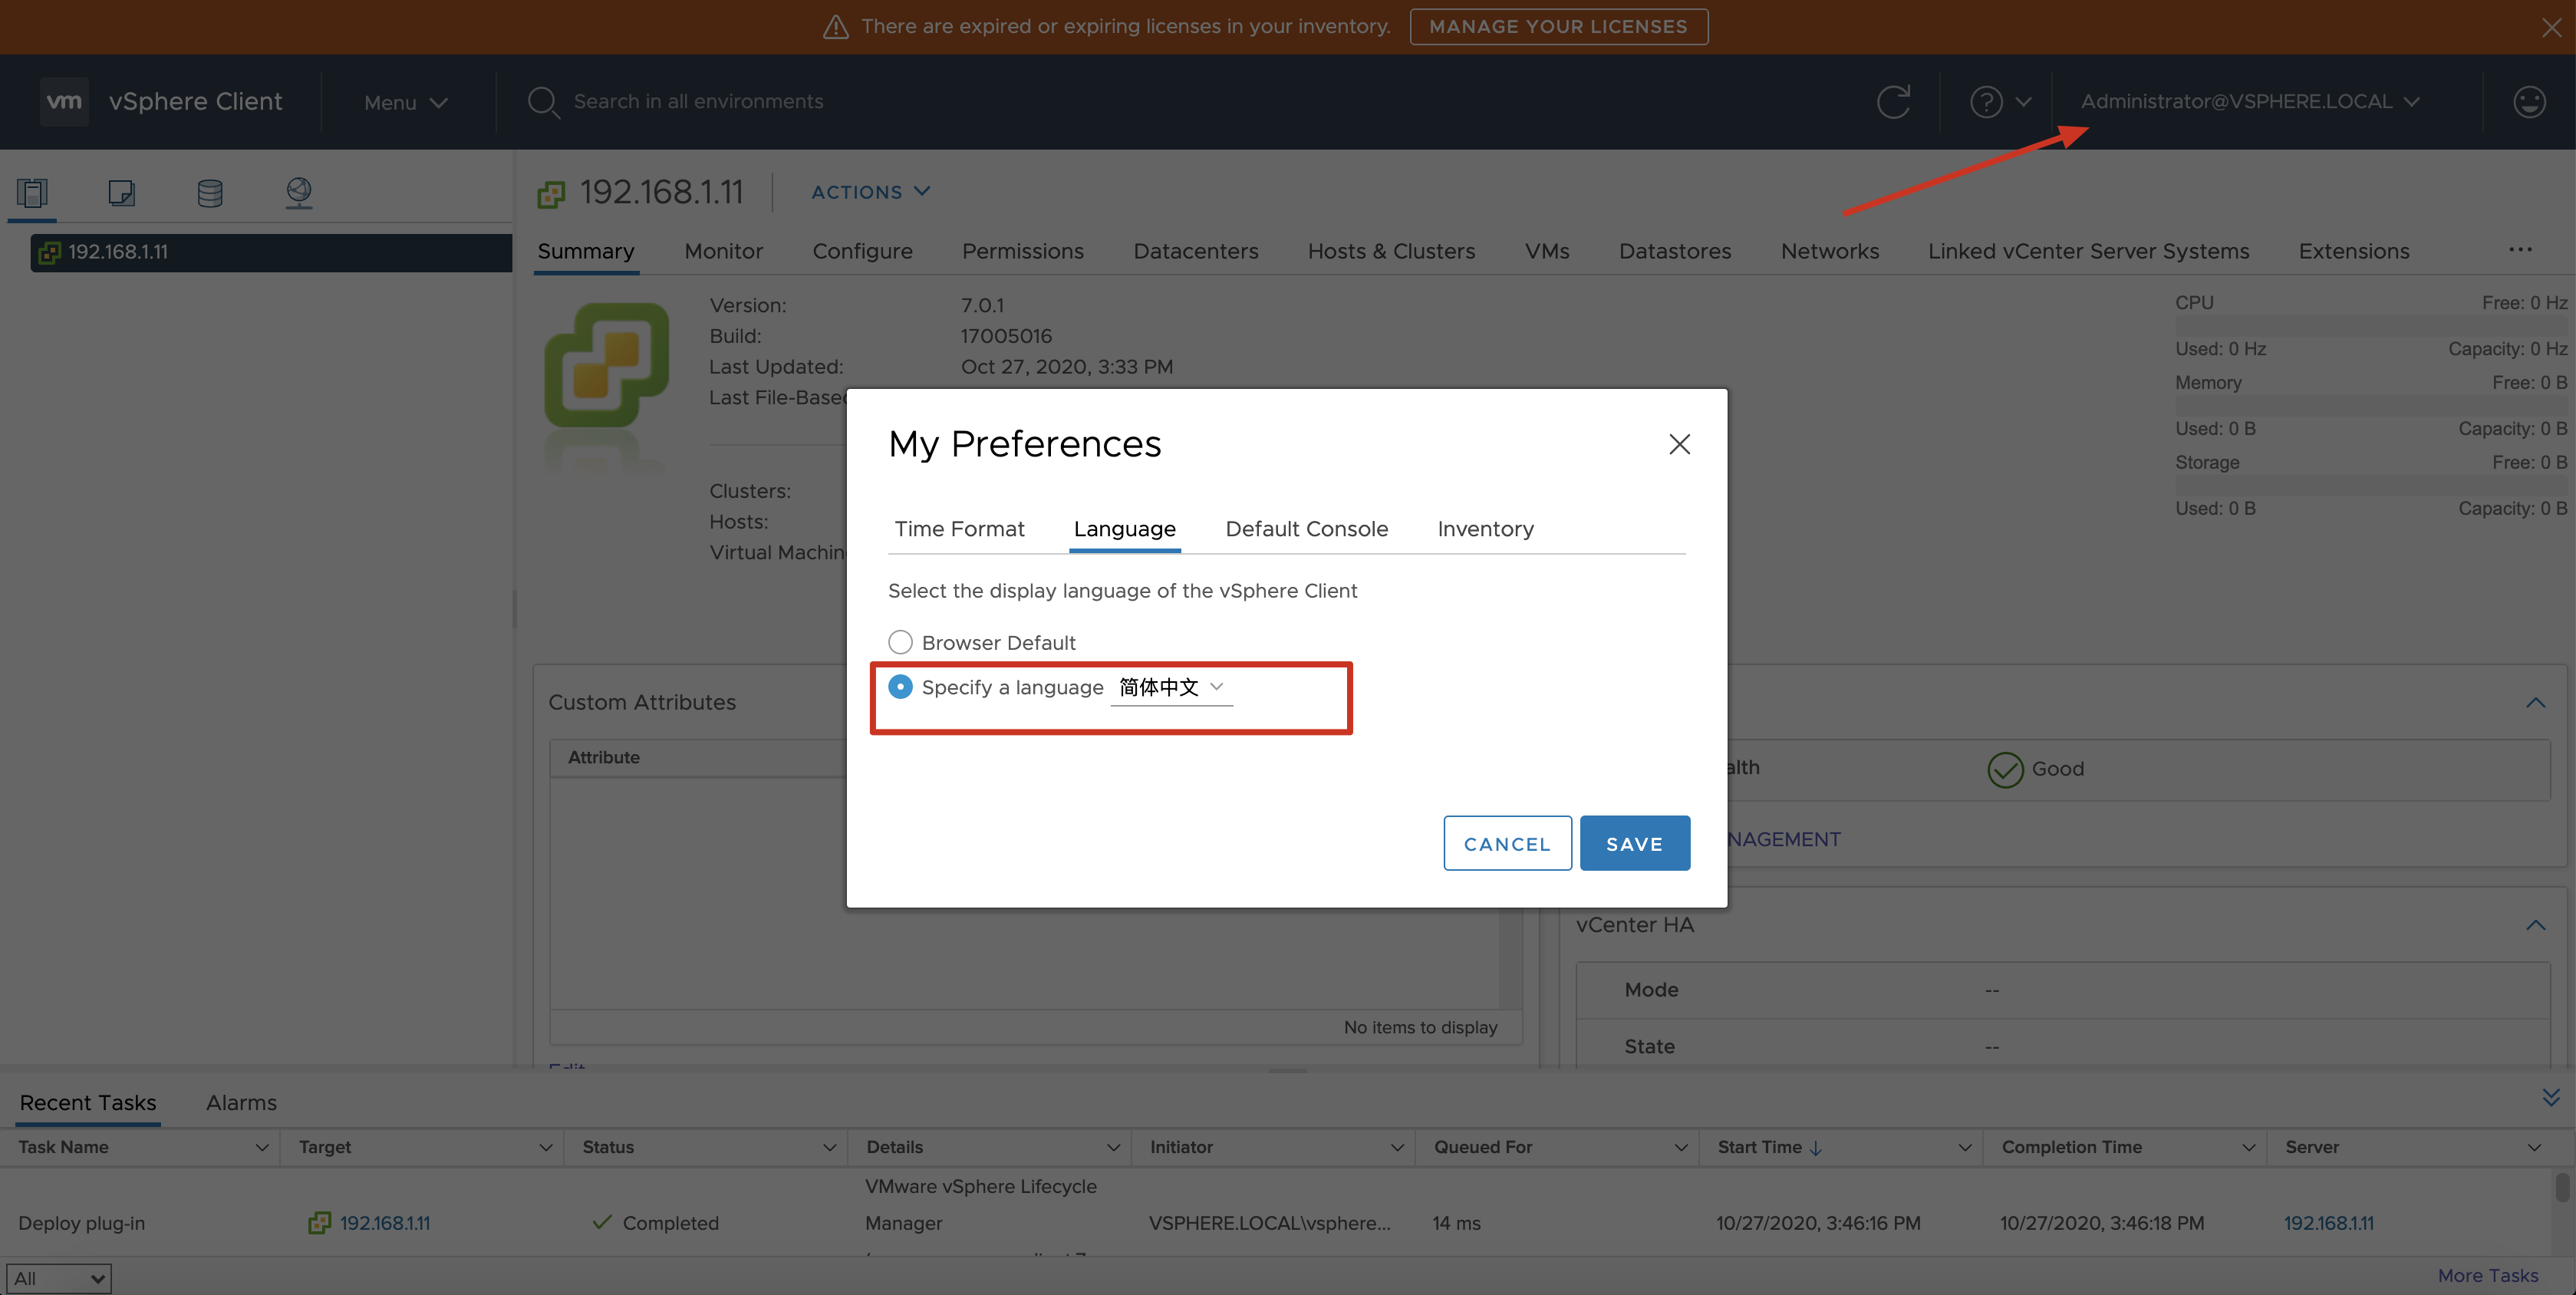 There are expired or expiring licenses in your inventory. MANAGE YOUR LICENSES
vm vSphere Client Menu Search in all environments Administrator@VSPHERE.LOCAL
192.168.1.11 ACTIONS
192.168.1.11
Summary Monitor Configure Permissions Datacenters Hosts & Clusters VMs Datastores Networks Linked vCenter Server Systems Extensions ...
Version: 7.0.1
Build: 17005016
Last Updated: Oct 27, 2020, 3:33 PM
Last File-Based
Clusters:
Hosts:
Virtual Machin
CPU Free: 0 Hz
Used: 0 Hz Capacity: 0 Hz
Memory Free: 0 B
Used: 0 B Capacity: 0 B
Storage Free: 0 B
Used: 0 B Capacity: 0 B
My Preferences
Time Format Language Default Console Inventory
Select the display language of the vSphere Client
Browser Default
Specify a language 简体中文
CANCEL SAVE
Custom Attributes
Attribute
No items to display
Edit
alth Good
NAGEMENT
vCenter HA
Mode --
State --
Recent Tasks Alarms
Task Name Target Status Details Initiator Queued For Start Time Completion Time Server
Deploy plug-in 192.168.1.11 Completed VMware vSphere Lifecycle
Manager VSPHERE.LOCAL\vsphere... 14 ms 10/27/2020, 3:46:16 PM 10/27/2020, 3:46:18 PM 192.168.1.11
All More Tasks